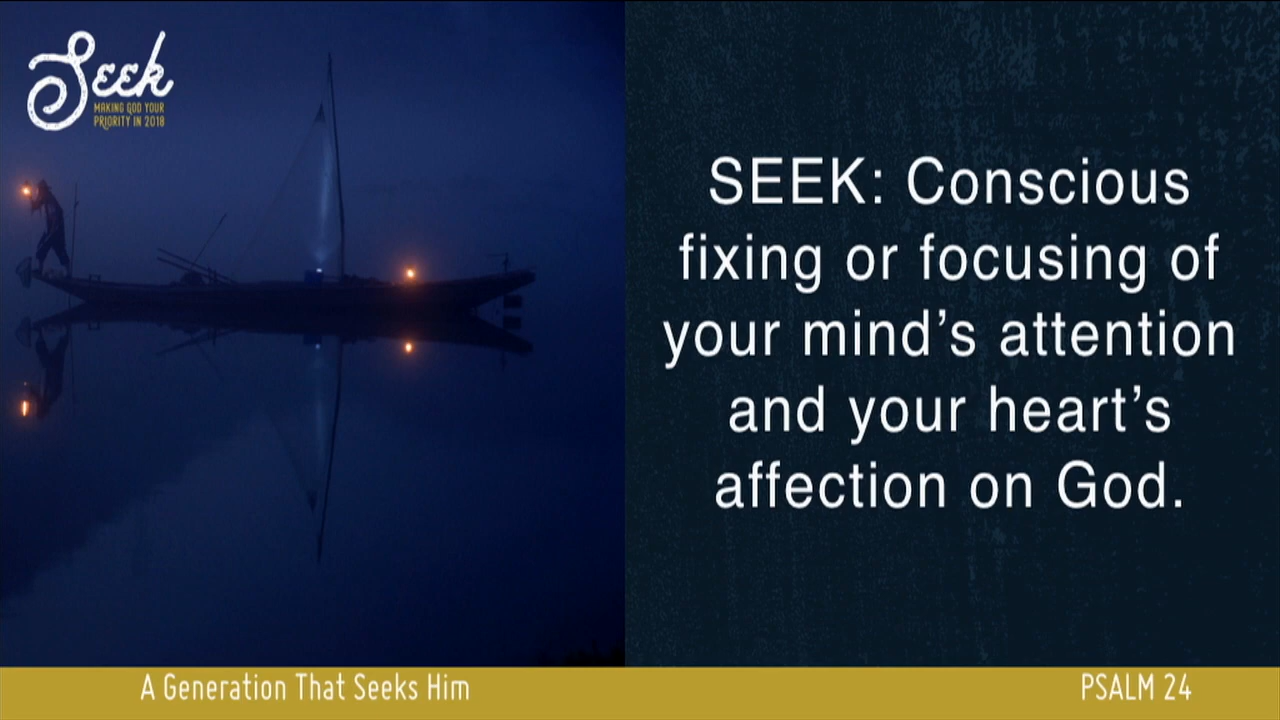 Seek
MAKING GOD YOUR
PRIORITY IN 2018
SEEK: Conscious
fixing or focusing of
your mind’s attention
and your heart’s
affection on God.
A Generation That Seeks Him
PSALM 24